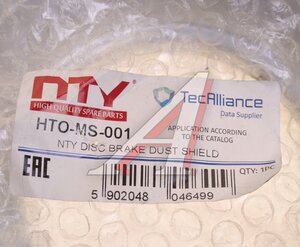 NTY
HIGH QUALITY SPARE PARTS
TecAlliance
Data Supplier
HTO-MS-001
APPLICATION ACCORDING
TO THE CATALOG
NTY DISC BRAKE DUST SHIELD
EAC
QTY: 1PC
5 902048 046499